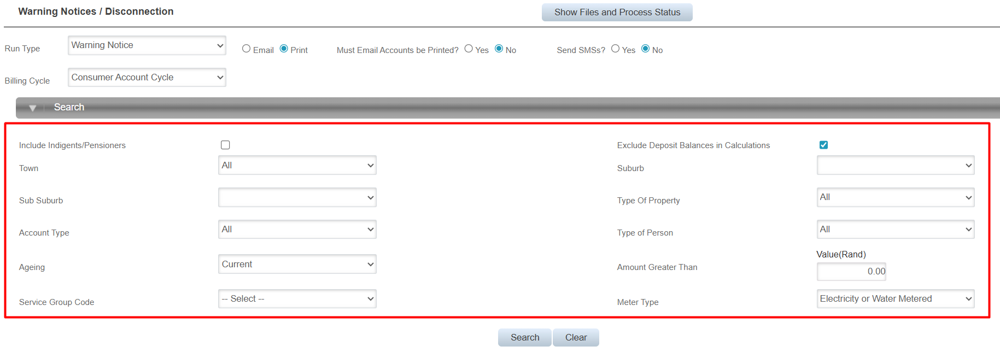 Warning Notices / Disconnection
Show Files and Process Status
Run Type
Warning Notice
Email
Print
Must Email Accounts be Printed?
Yes
No
Send SMSs?
Yes
No
Billing Cycle
Consumer Account Cycle
Search
Include Indigents/Pensioners
Exclude Deposit Balances in Calculations
Town
All
Suburb
Sub Suburb
Type Of Property
All
Account Type
All
Type of Person
All
Ageing
Current
Amount Greater Than
Value(Rand)
0.00
Service Group Code
-- Select --
Meter Type
Electricity or Water Metered
Search
Clear